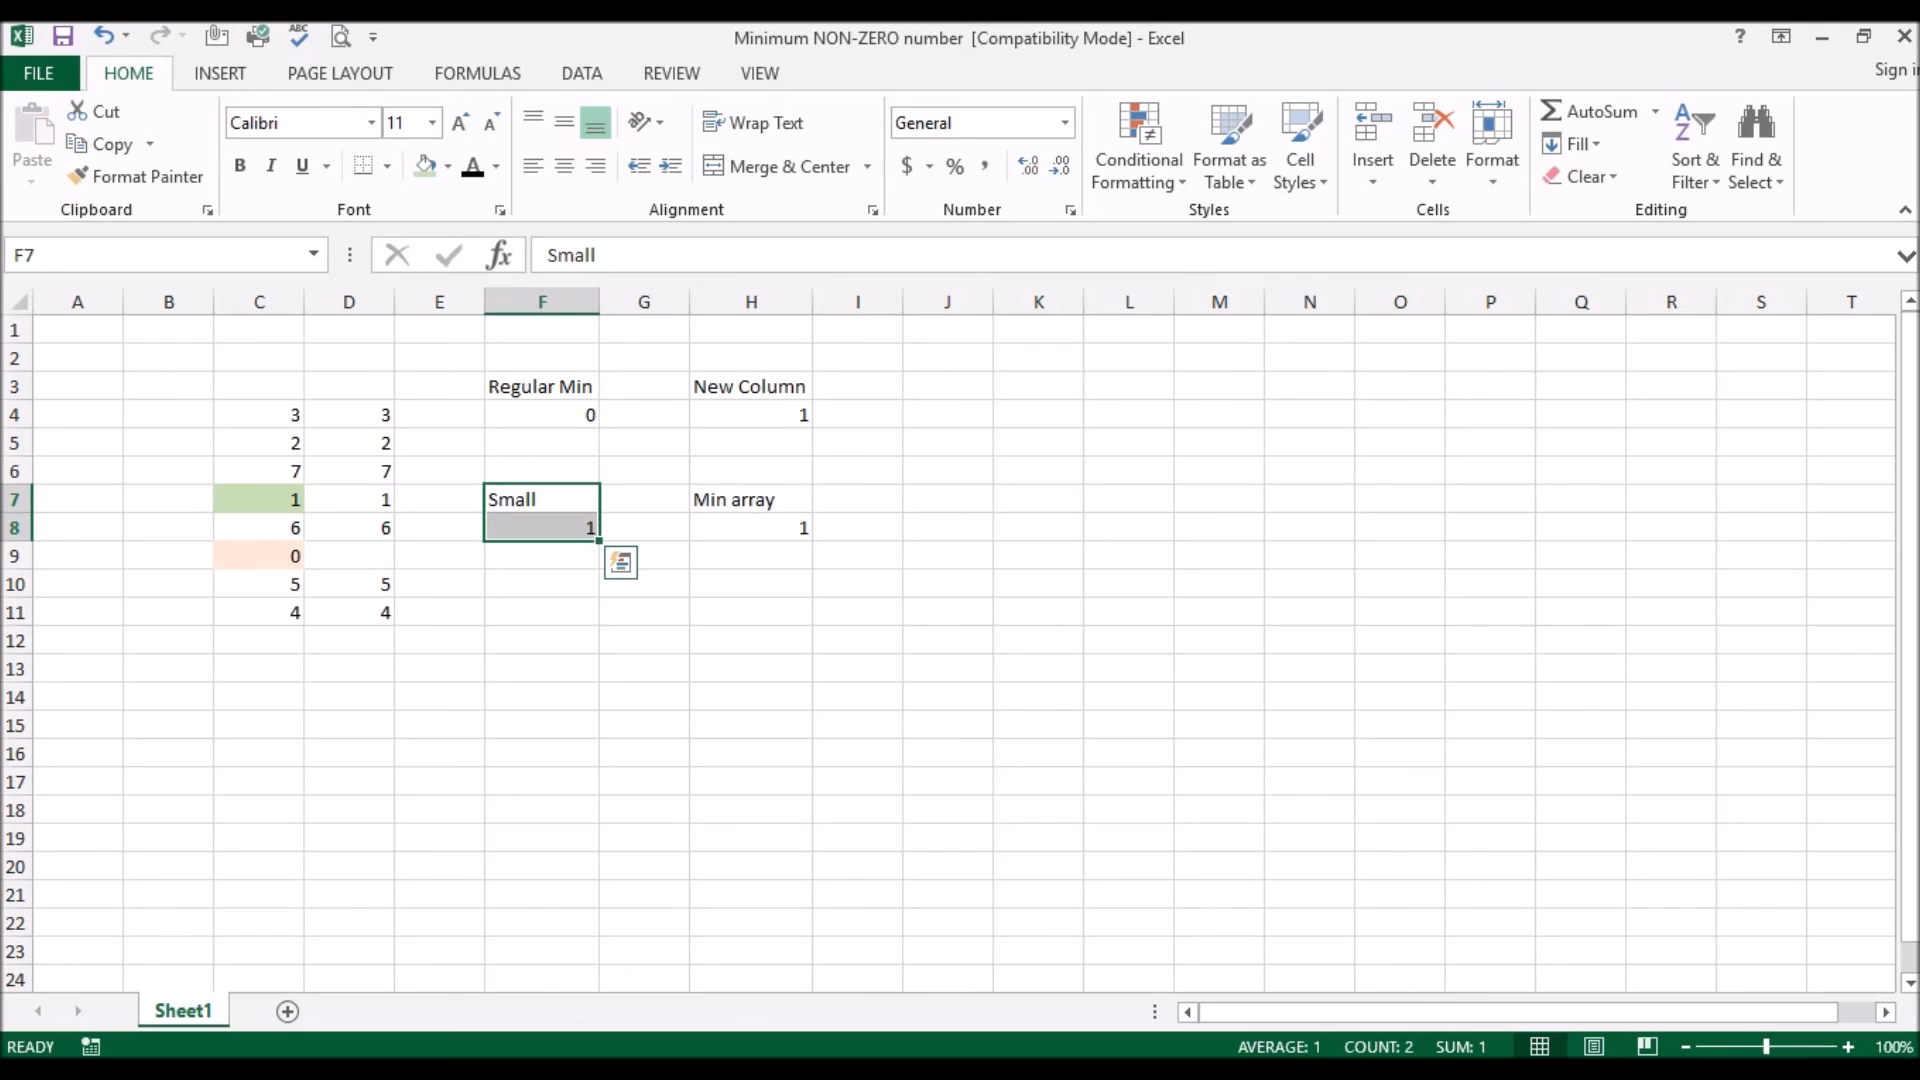 ABC
Minimum NON-ZERO number [Compatibility Mode] - Excel
?
FILE HOME INSERT PAGE LAYOUT FORMULAS DATA REVIEW VIEW
Sign in
Paste
Cut
Copy
Format Painter
Clipboard
Calibri 11
B I U
Font
Wrap Text
Merge & Center
Alignment
General
$ % ,
Number
Conditional Formatting
Format as Table
Cell Styles
Styles
Insert
Delete
Format
Cells
AutoSum
Fill
Clear
Sort & Filter
Find & Select
Editing
F7 fx Small
A B C D E F G H I J K L M N O P Q R S T
1
2
3 Regular Min New Column
4 3 3 0 1
5 2 2
6 7 7
7 1 1 Small Min array
8 6 6 1 1
9 0
10 5 5
11 4 4
12
13
14
15
16
17
18
19
20
21
22
23
24
Sheet1
READY AVERAGE: 1 COUNT: 2 SUM: 1 100%